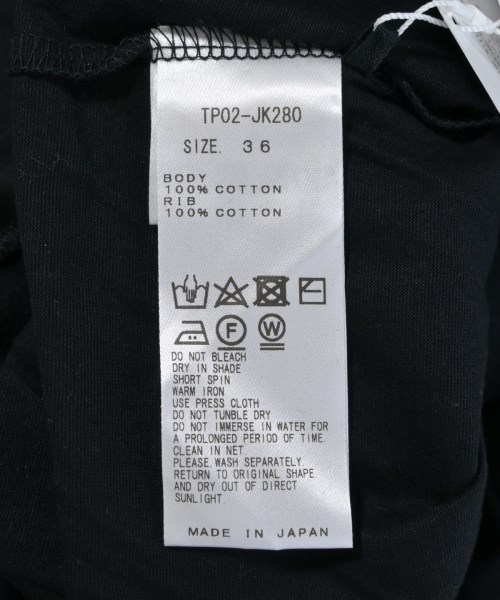 TP02-JK280
SIZE. 36
BODY
100% COTTON
RIB
100% COTTON
F W
DO NOT BLEACH
DRY IN SHADE
SHORT SPIN
WARM IRON
USE PRESS CLOTH
DO NOT TUNBLE DRY
DO NOT IMMERSE IN WATER FOR
A PROLONGED PERIOD OF TIME.
CLEAN IN NET.
PLEASE.WASH SEPARATELY.
RETURN TO ORIGINAL SHAPE
AND DRY OUT OF DIRECT
SUNLIGHT.
MADE IN JAPAN